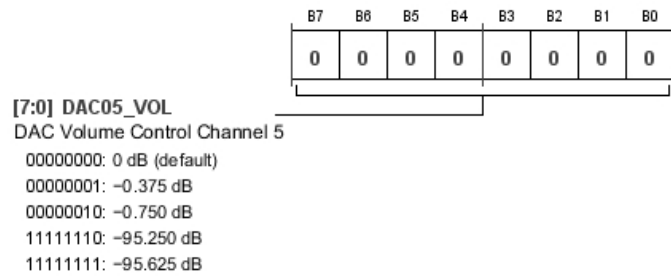 B7 B6 B5 B4 B3 B2 B1 B0
0 0 0 0 0 0 0 0
[7:0] DAC05_VOL
DAC Volume Control Channel 5
00000000: 0 dB (default)
00000001: −0.375 dB
00000010: −0.750 dB
11111110: −95.250 dB
11111111: −95.625 dB